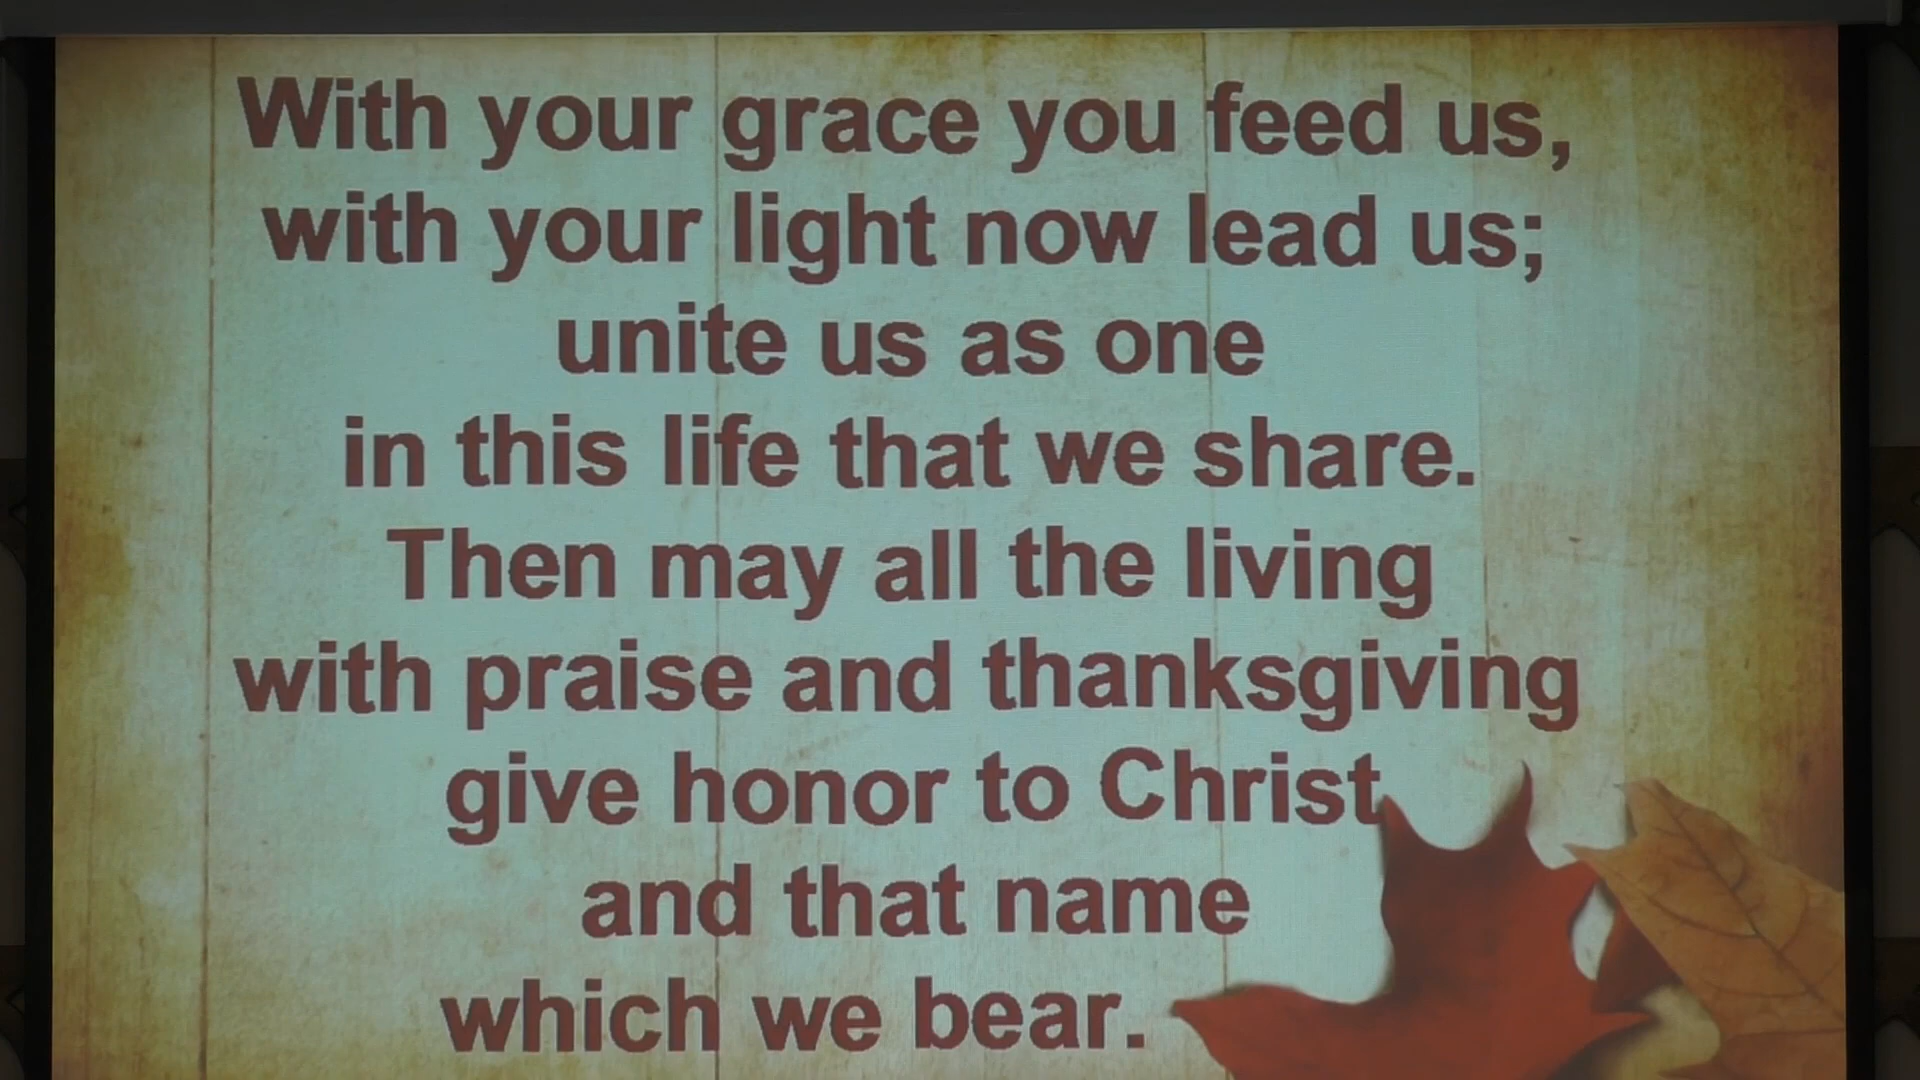 With your grace you feed us,
with your light now lead us;
unite us as one
in this life that we share.
Then may all the living
with praise and thanksgiving
give honor to Christ
and that name
which we bear.